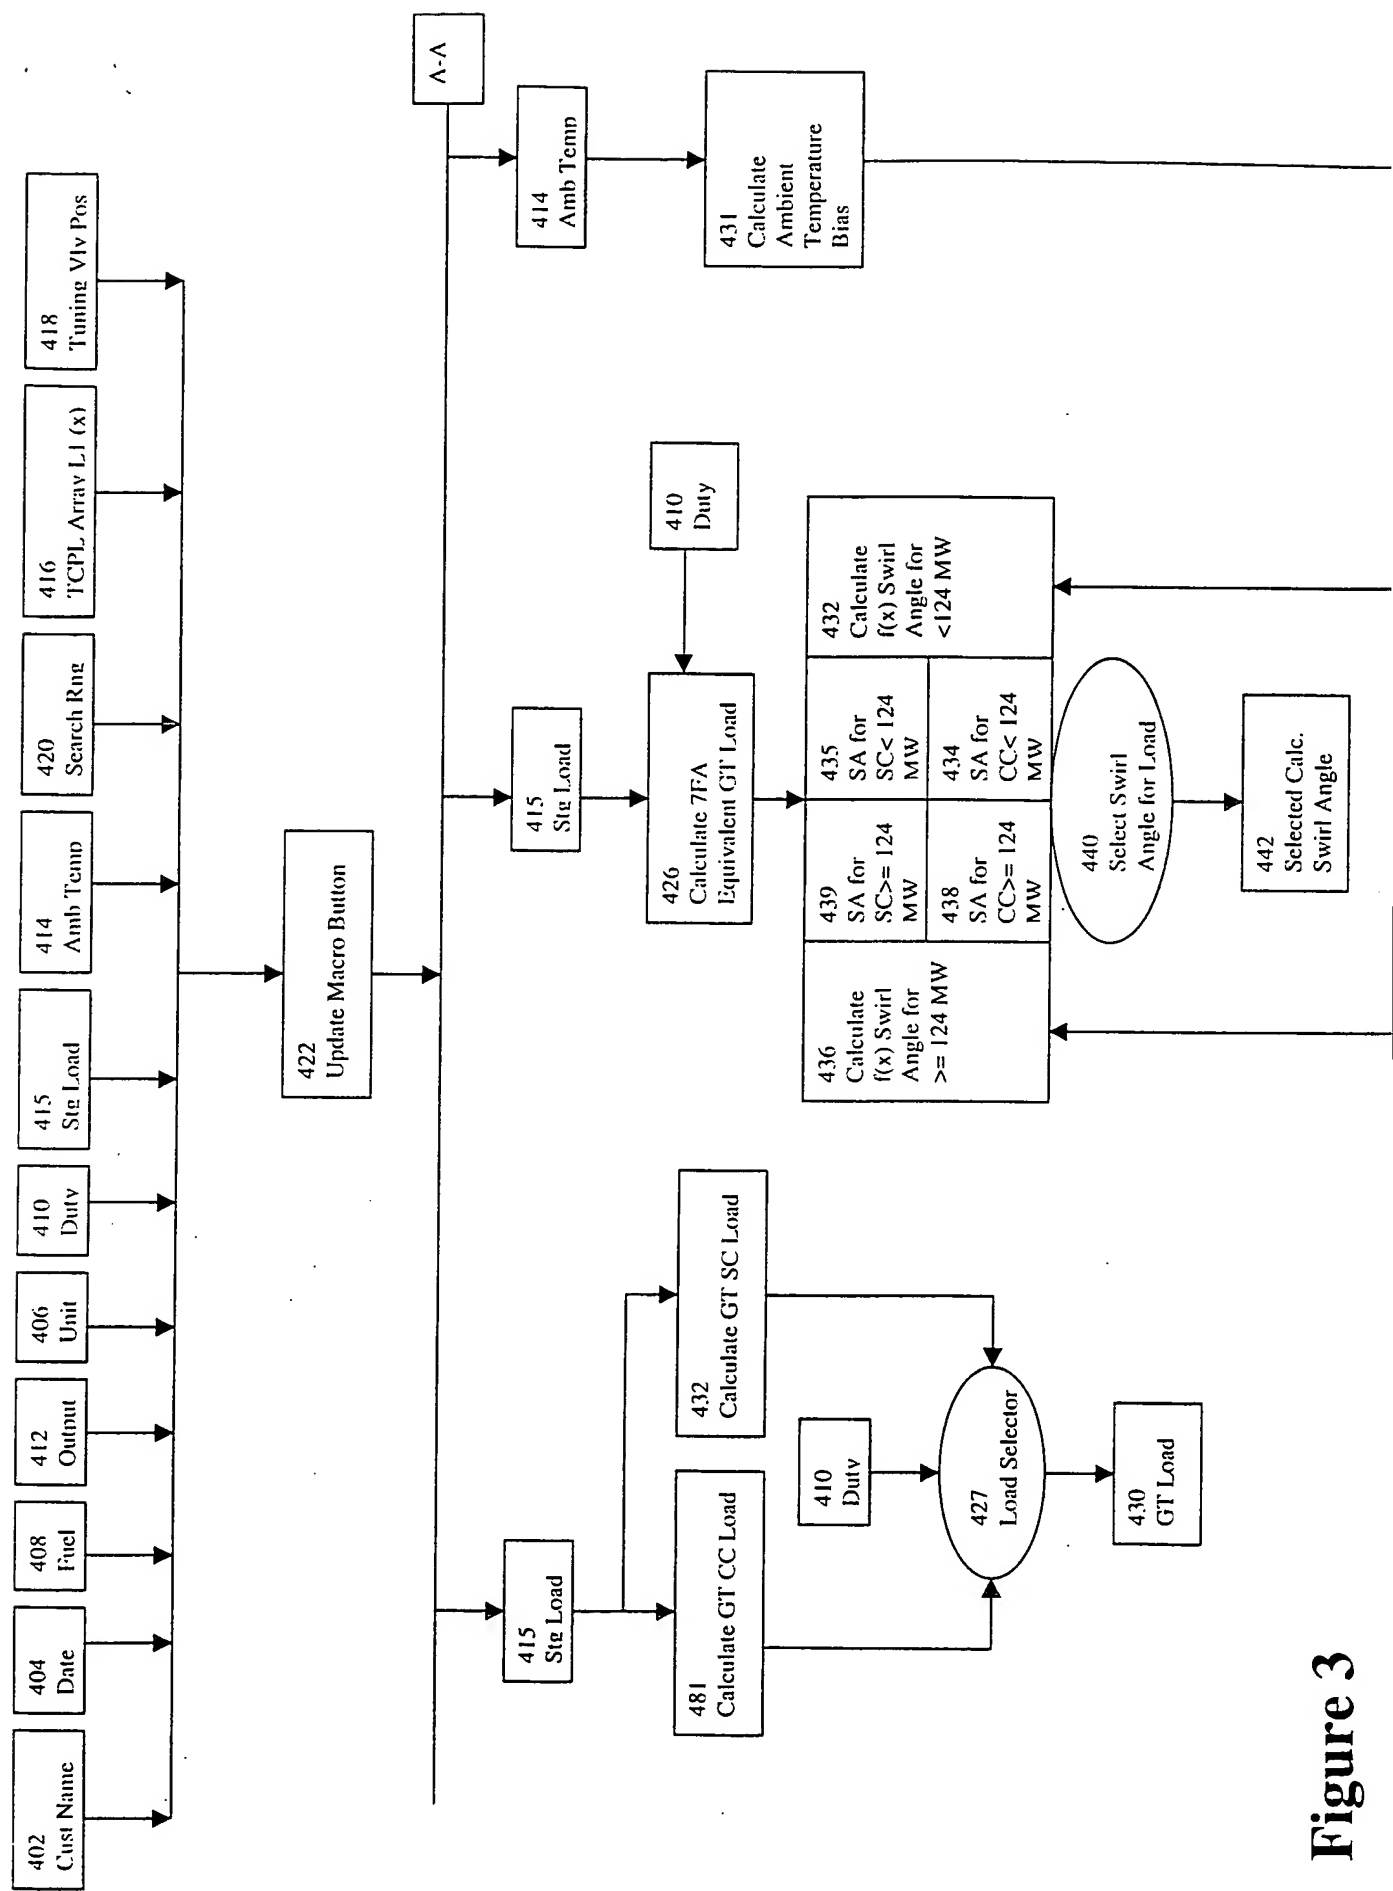 402
Cust Name
404
Date
408
Fuel
412
Output
406
Unit
410
Duty
415
Stg Load
414
Amb Temp
420
Search Rng
416
TCPL Array L1 (x)
418
Tuning Vlv Pos
422
Update Macro Button
A-A
415
Stg Load
481
Calculate GT CC Load
432
Calculate GT SC Load
410
Duty
427
Load Selector
430
GT Load
415
Stg Load
426
Calculate 7FA
Equivalent GT Load
410
Duty
436
Calculate
f(x) Swirl
Angle for
>= 124 MW
439
SA for
SC>= 124
MW
435
SA for
SC< 124
MW
438
SA for
CC>= 124
MW
434
SA for
CC< 124
MW
432
Calculate
f(x) Swirl
Angle for
<124 MW
440
Select Swirl
Angle for Load
442
Selected Calc.
Swirl Angle
414
Amb Temp
431
Calculate
Ambient
Temperature
Bias
Figure 3